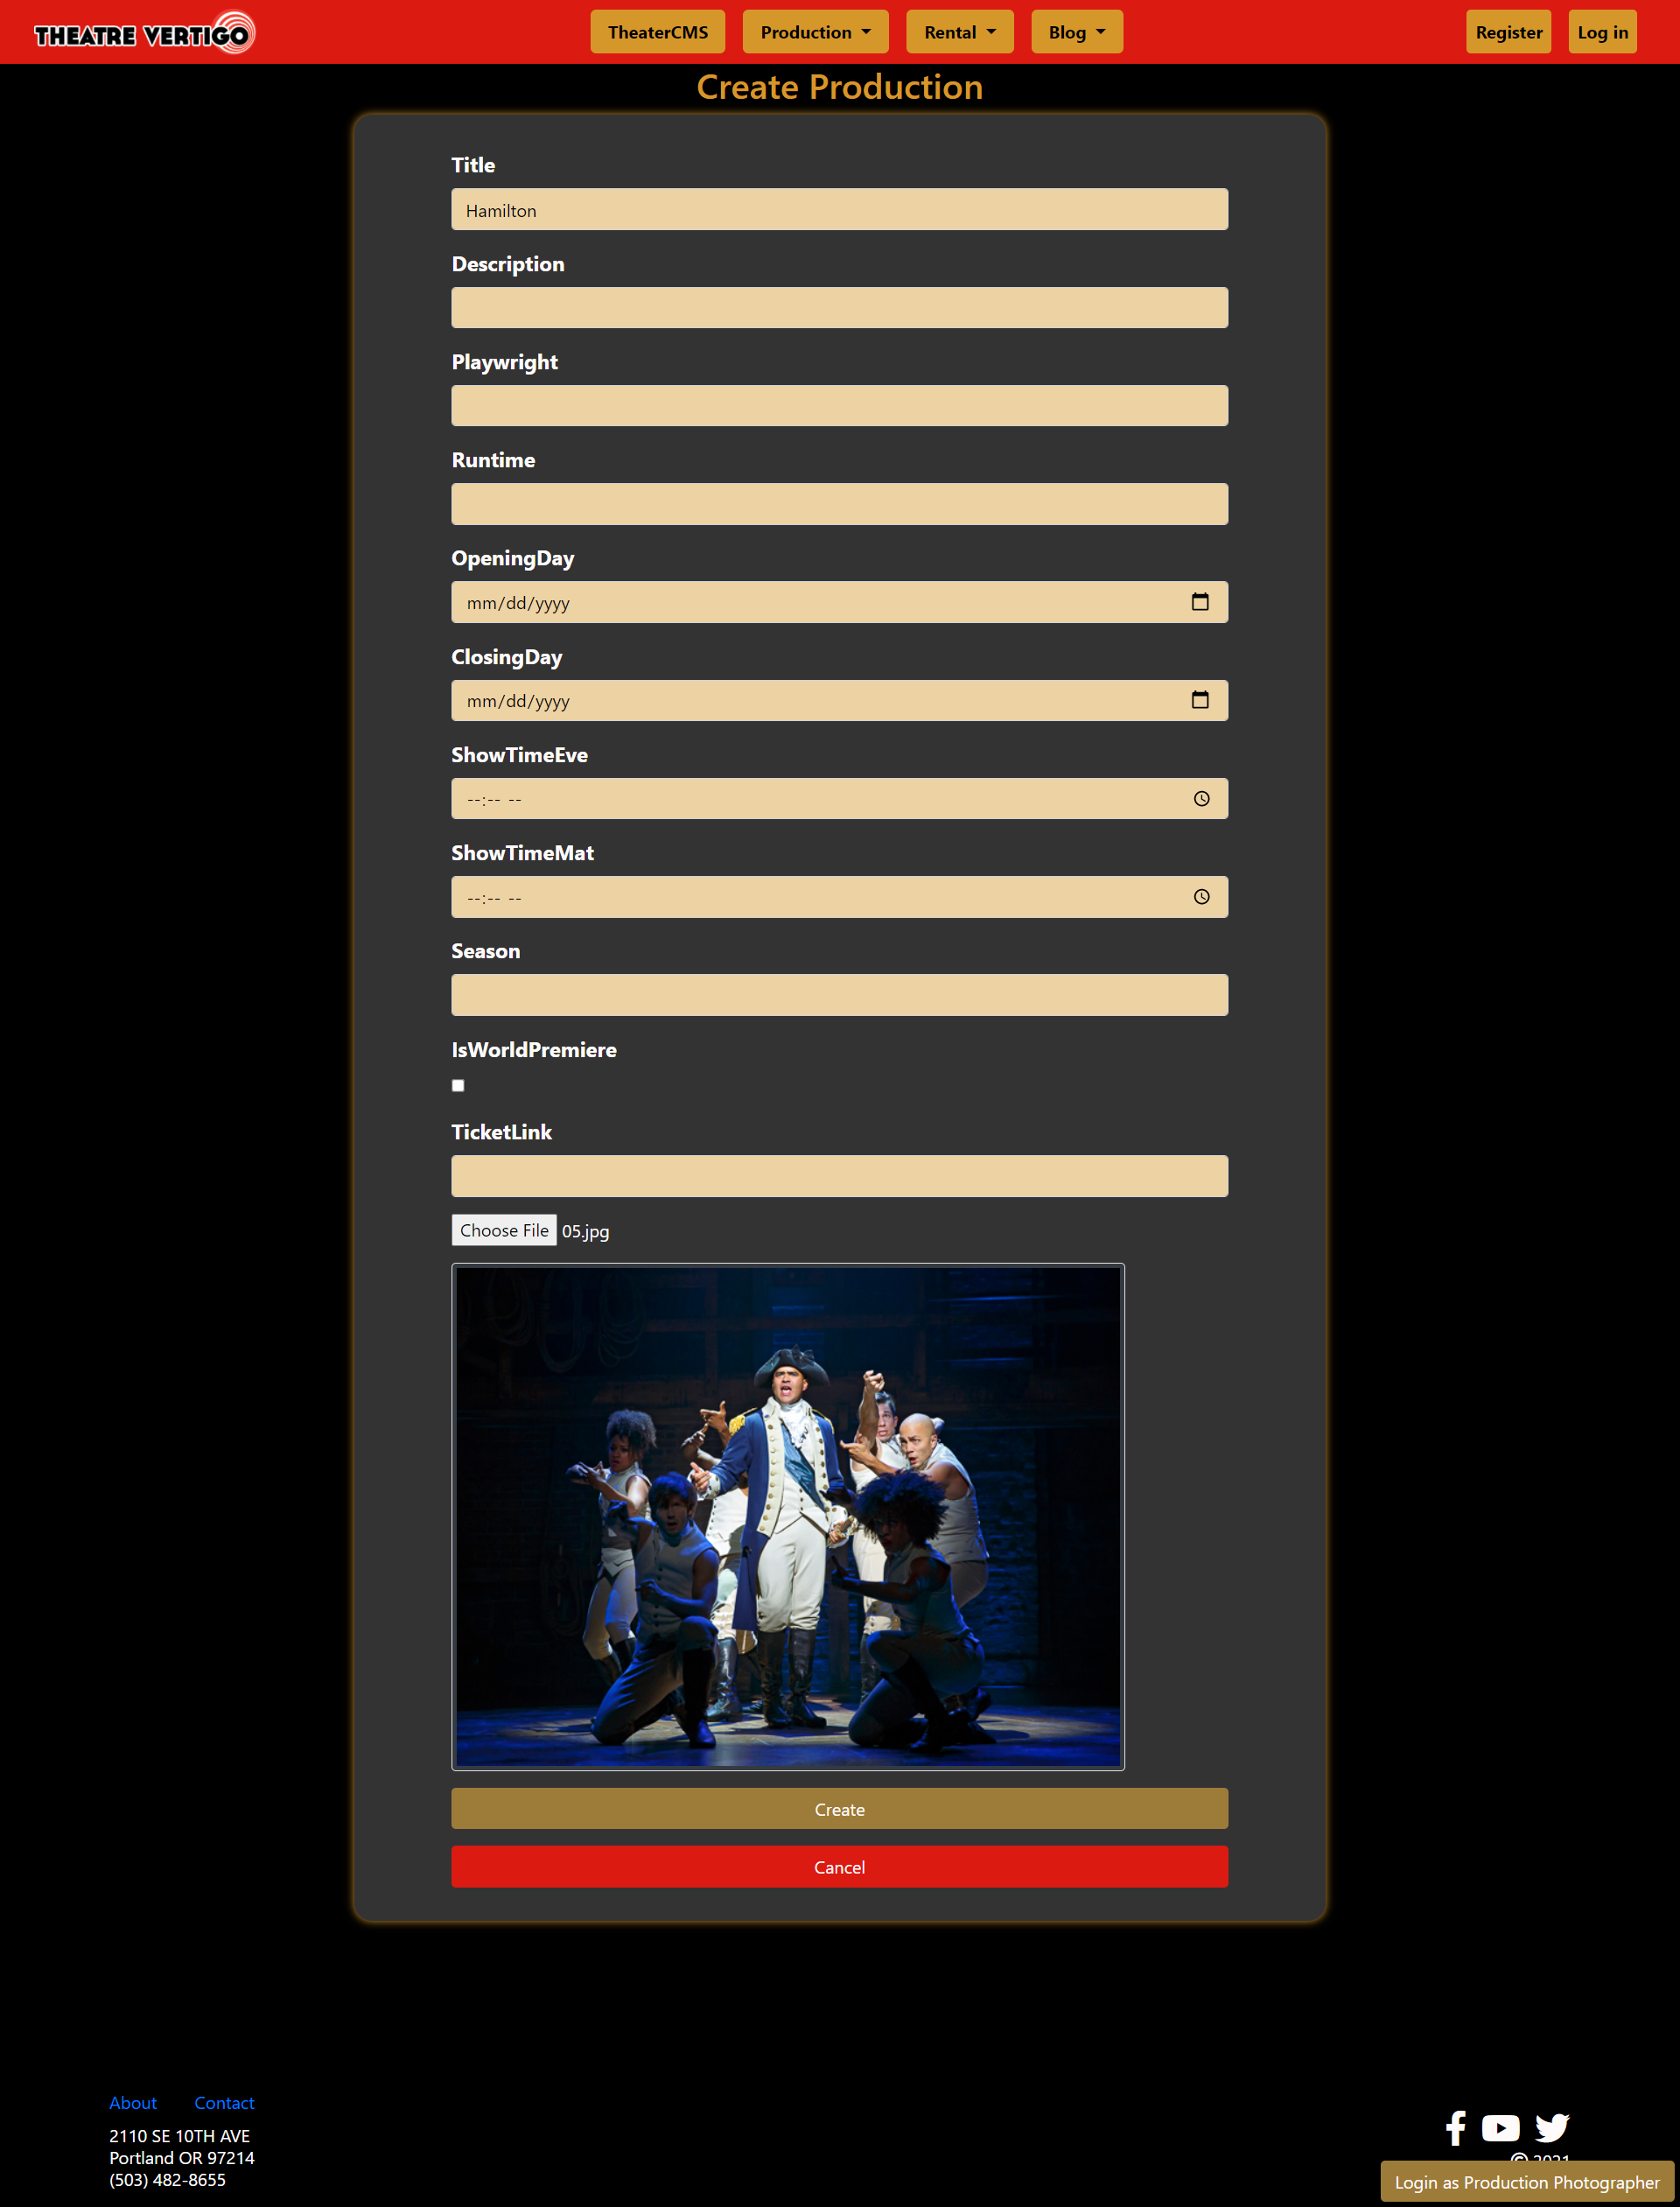 THEATRE VERTIGO
TheaterCMS Production Rental Blog
Register Log in
Create Production
Title
Hamilton
Description
Playwright
Runtime
OpeningDay
mm/dd/yyyy
ClosingDay
mm/dd/yyyy
ShowTimeEve
--:-- --
ShowTimeMat
--:-- --
Season
IsWorldPremiere
TicketLink
Choose File 05.jpg
Create
Cancel
About Contact
2110 SE 10TH AVE
Portland OR 97214
(503) 482-8655
© 2021
Login as Production Photographer